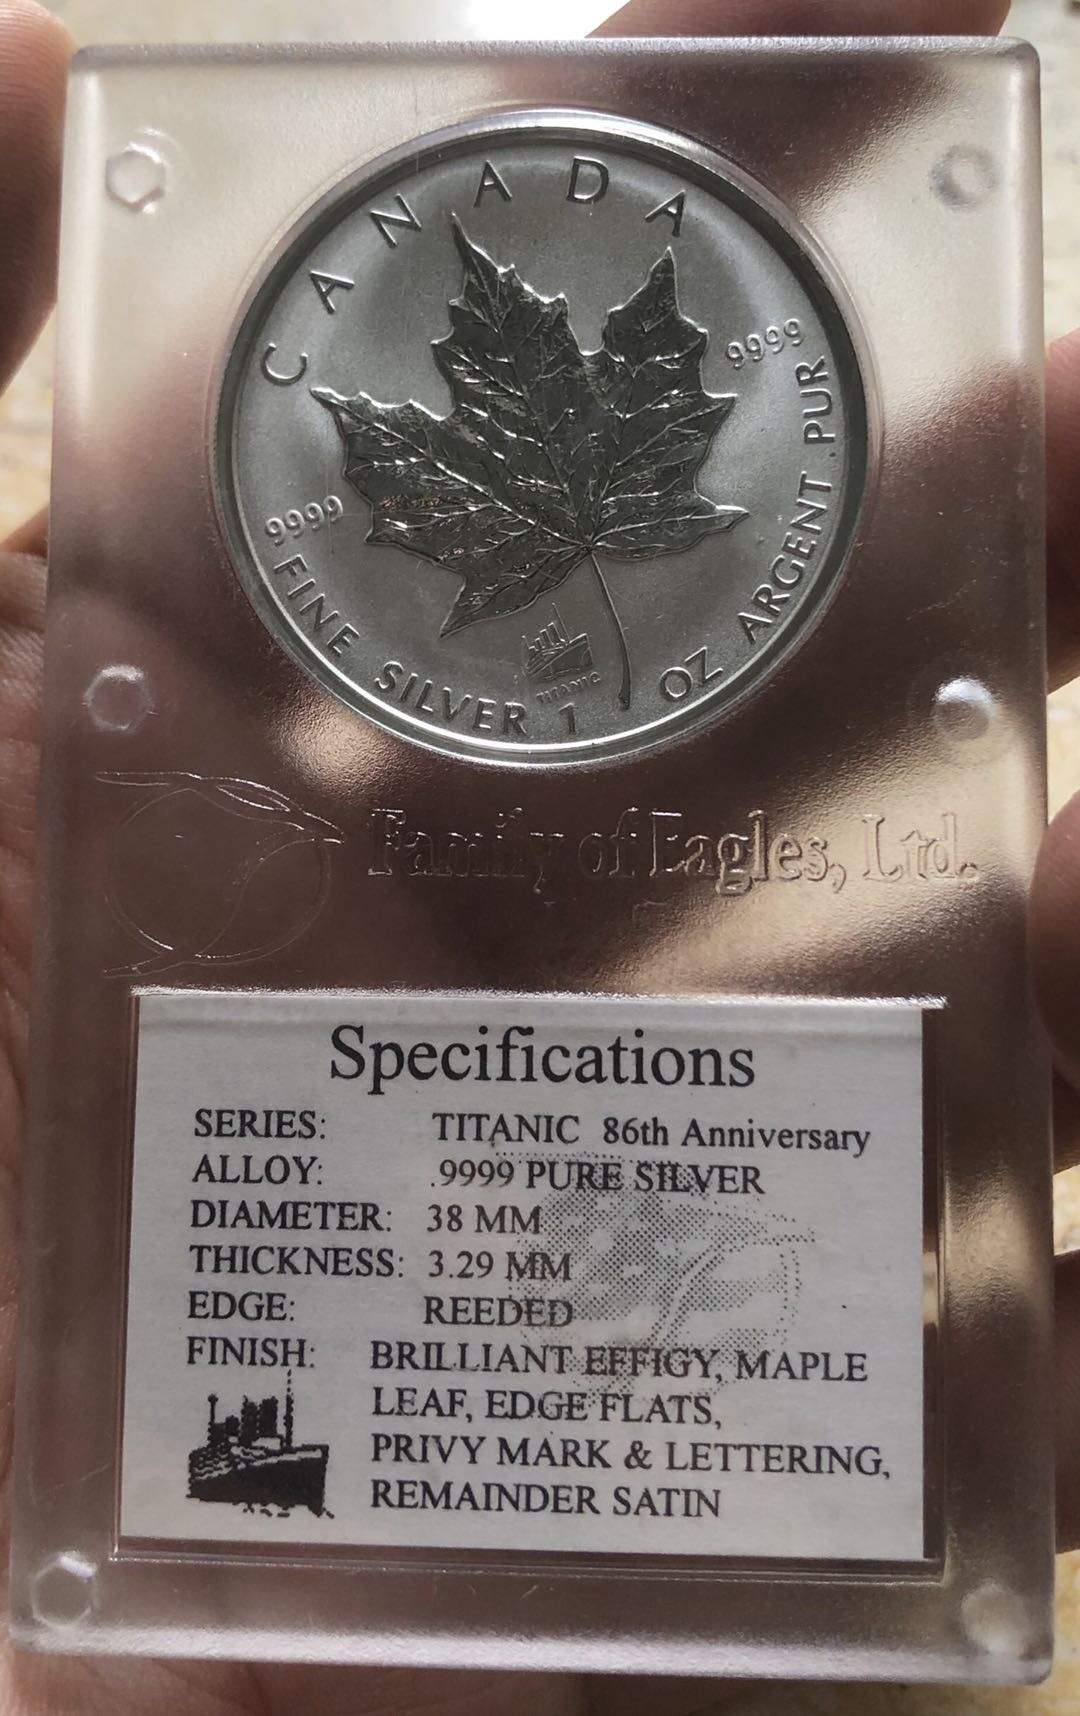 CANADA
9999
9999
FINE SILVER 1 OZ ARGENT PUR
TITANIC
Family of Eagles, Ltd.
Specifications
SERIES: TITANIC 86th Anniversary
ALLOY: .9999 PURE SILVER
DIAMETER: 38 MM
THICKNESS: 3.29 MM
EDGE: REEDED
FINISH: BRILLIANT EFFIGY, MAPLE
LEAF, EDGE FLATS,
PRIVY MARK & LETTERING,
REMAINDER SATIN